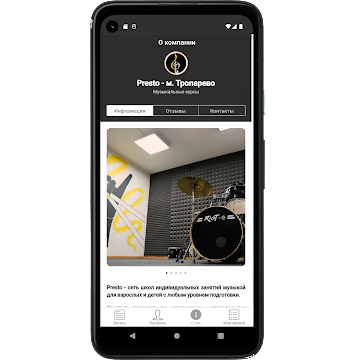 О компании
Presto - м. Тропарево
Музыкальные курсы
Информация
Отзывы
Контакты
Presto - сеть школ индивидуальных занятий музыкой
для взрослых и детей с любым уровнем подготовки.
Запись
Профиль
О нас
Мои записи